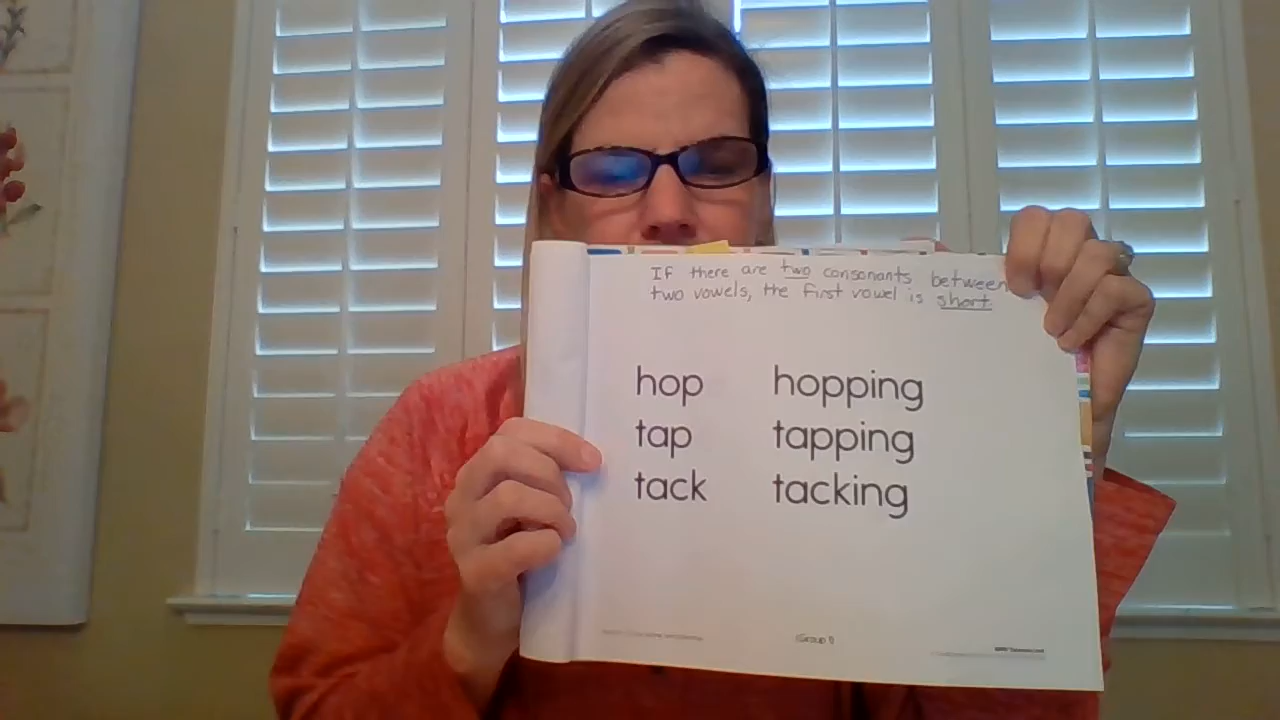 If there are two consonants between
two vowels, the first vowel is short.
hop hopping
tap tapping
tack tacking
(Group 1)